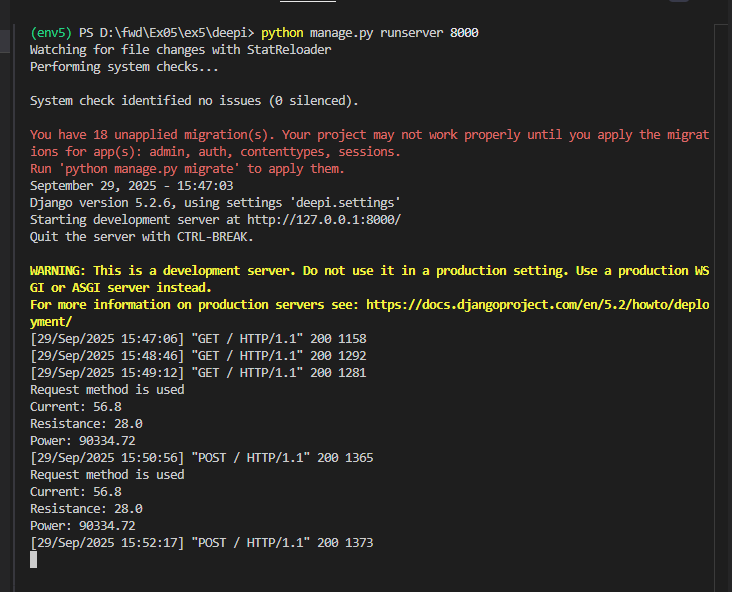 (env5) PS D:\fwd\Ex05\ex5\deepi> python manage.py runserver 8000
Watching for file changes with StatReloader
Performing system checks...
System check identified no issues (0 silenced).
You have 18 unapplied migration(s). Your project may not work properly until you apply the migrat
ions for app(s): admin, auth, contenttypes, sessions.
Run 'python manage.py migrate' to apply them.
September 29, 2025 - 15:47:03
Django version 5.2.6, using settings 'deepi.settings'
Starting development server at http://127.0.0.1:8000/
Quit the server with CTRL-BREAK.
WARNING: This is a development server. Do not use it in a production setting. Use a production WS
GI or ASGI server instead.
For more information on production servers see: https://docs.djangoproject.com/en/5.2/howto/deplo
yment/
[29/Sep/2025 15:47:06] "GET / HTTP/1.1" 200 1158
[29/Sep/2025 15:48:46] "GET / HTTP/1.1" 200 1292
[29/Sep/2025 15:49:12] "GET / HTTP/1.1" 200 1281
Request method is used
Current: 56.8
Resistance: 28.0
Power: 90334.72
[29/Sep/2025 15:50:56] "POST / HTTP/1.1" 200 1365
Request method is used
Current: 56.8
Resistance: 28.0
Power: 90334.72
[29/Sep/2025 15:52:17] "POST / HTTP/1.1" 200 1373